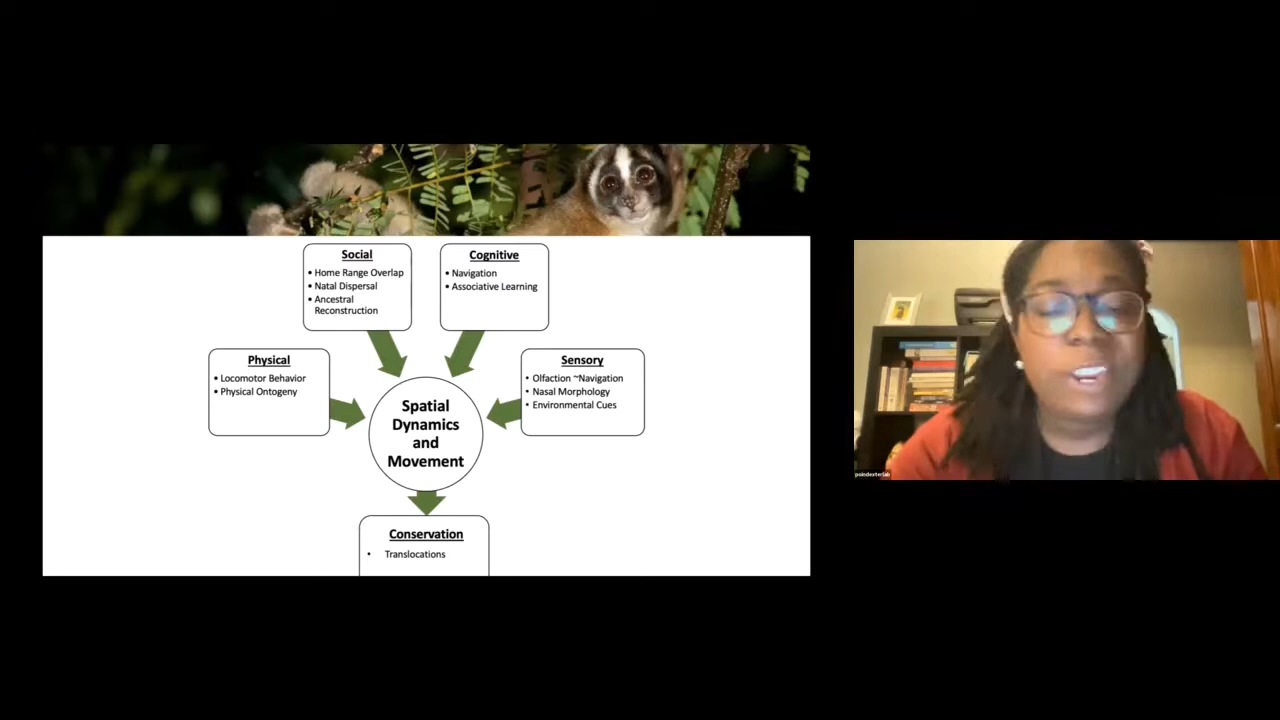 Social
• Home Range Overlap
• Natal Dispersal
• Ancestral
Reconstruction
Cognitive
• Navigation
• Associative Learning
Physical
• Locomotor Behavior
• Physical Ontogeny
Sensory
• Olfaction ~Navigation
• Nasal Morphology
• Environmental Cues
Spatial
Dynamics
and
Movement
Conservation
• Translocations
poindexterlab